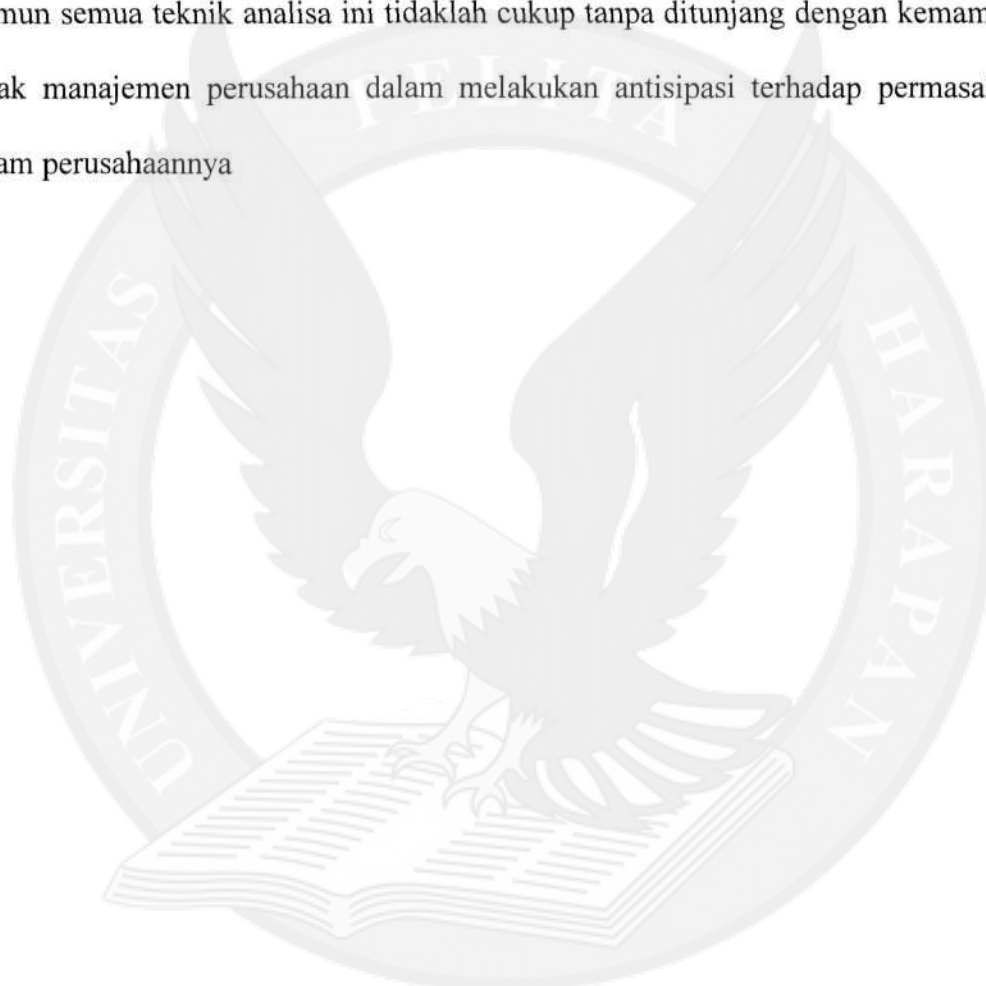 mun semua teknik analisa ini tidaklah cukup tanpa ditunjang dengan kemam
ak manajemen perusahaan dalam melakukan antisipasi terhadap permasa
am perusahaannya
UNIVERSITAS PELITA HARAPAN